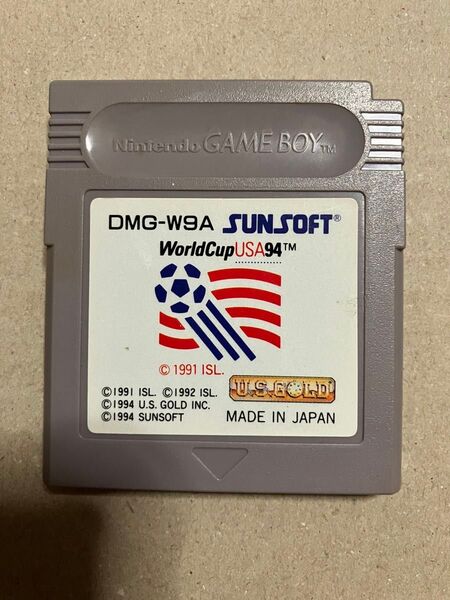 Nintendo GAME BOY TM
DMG-W9A SUNSOFT®
WorldCupUSA94™
© 1991 ISL.
U.S. GOLD
©1991 ISL. ©1992 ISL.
©1994 U.S. GOLD INC.
©1994 SUNSOFT MADE IN JAPAN